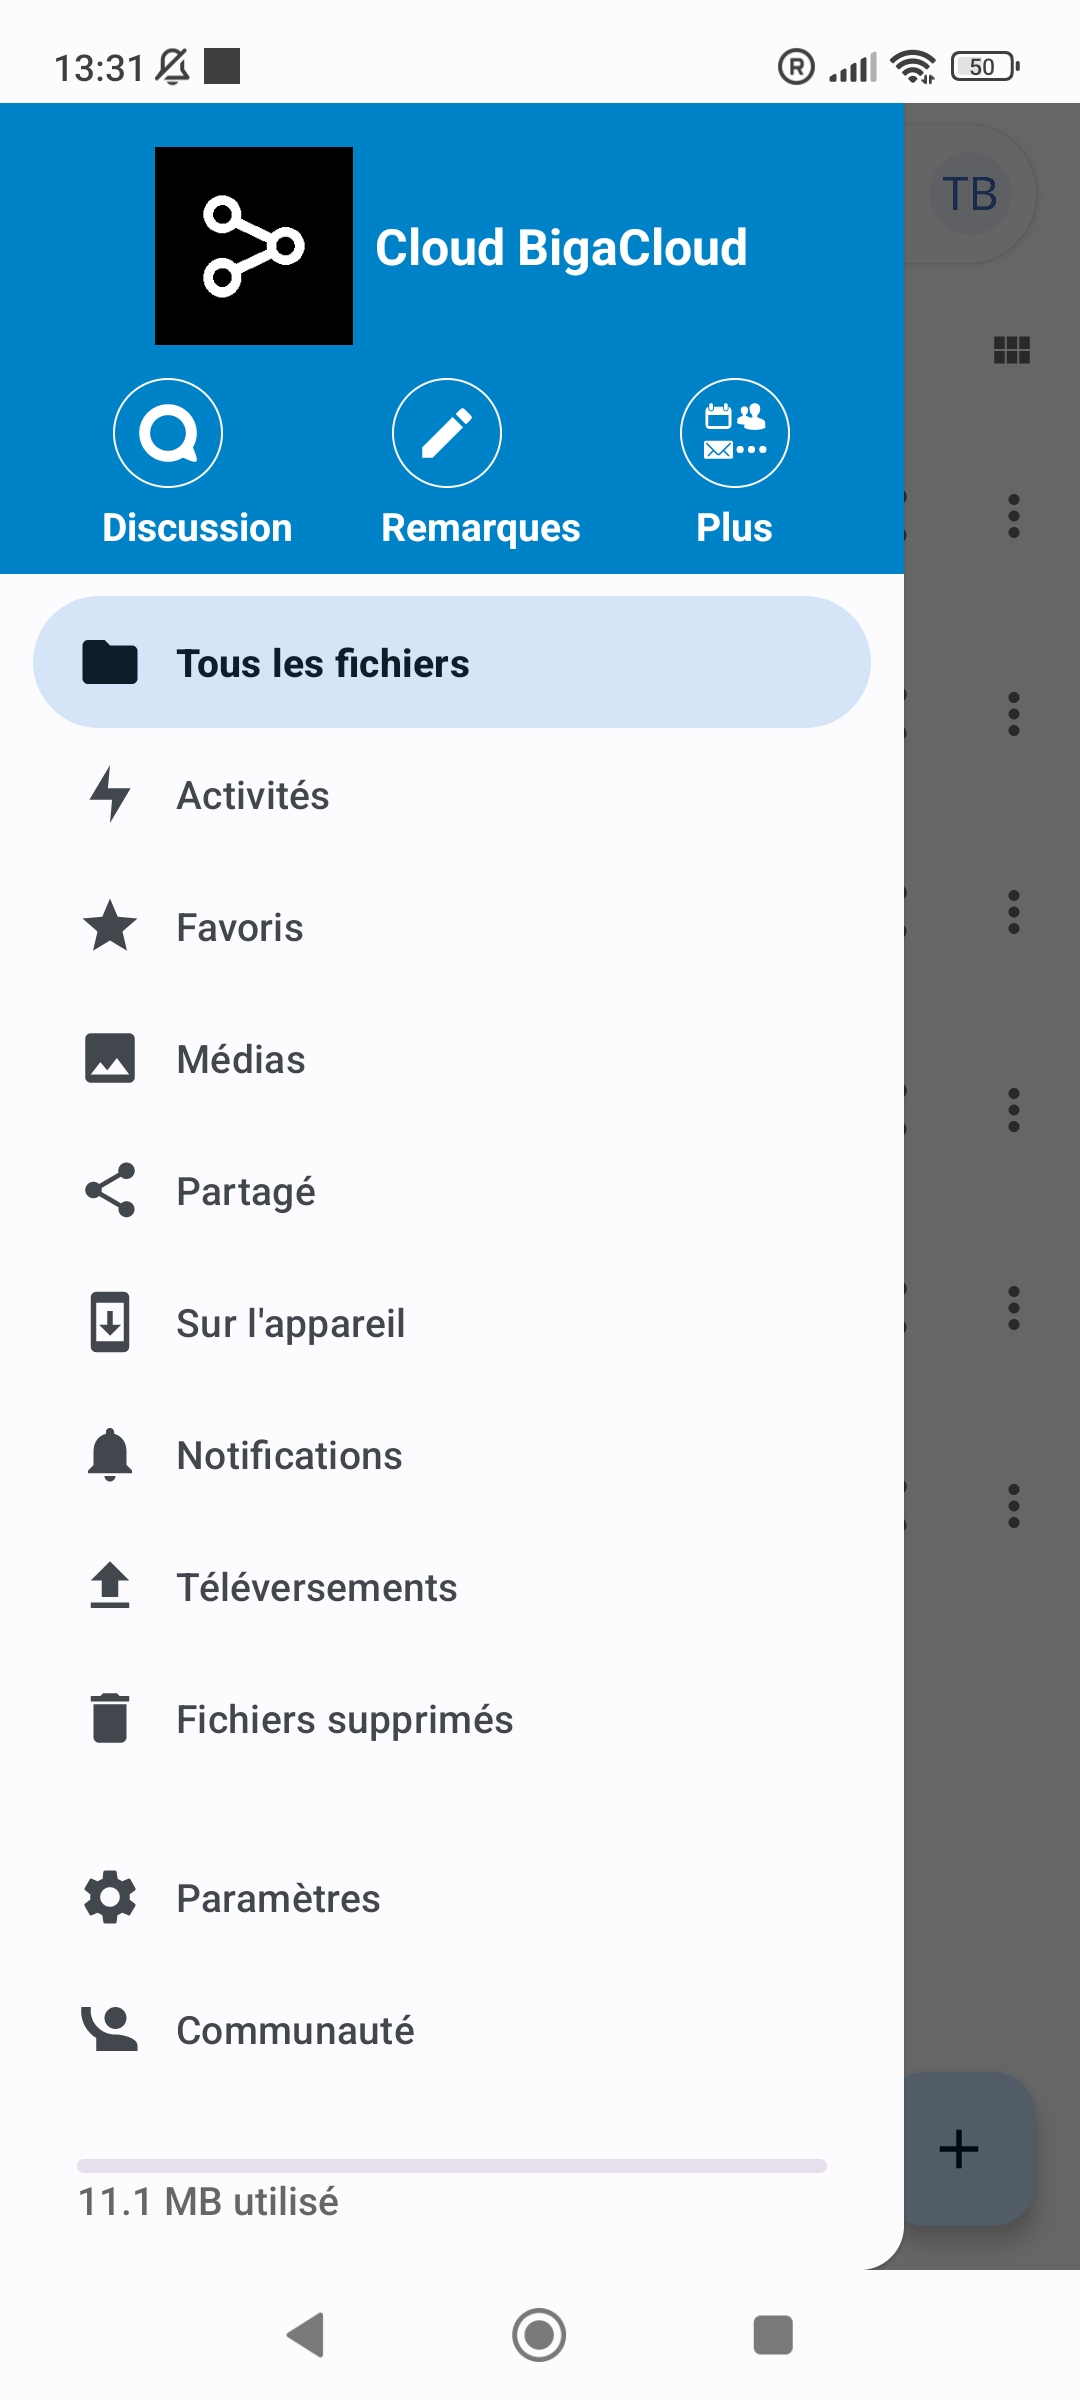 13:31
R
50
TB
Cloud BigaCloud
Discussion
Remarques
Plus
Tous les fichiers
Activités
Favoris
Médias
Partagé
Sur l'appareil
Notifications
Téléversements
Fichiers supprimés
Paramètres
Communauté
11.1 MB utilisé